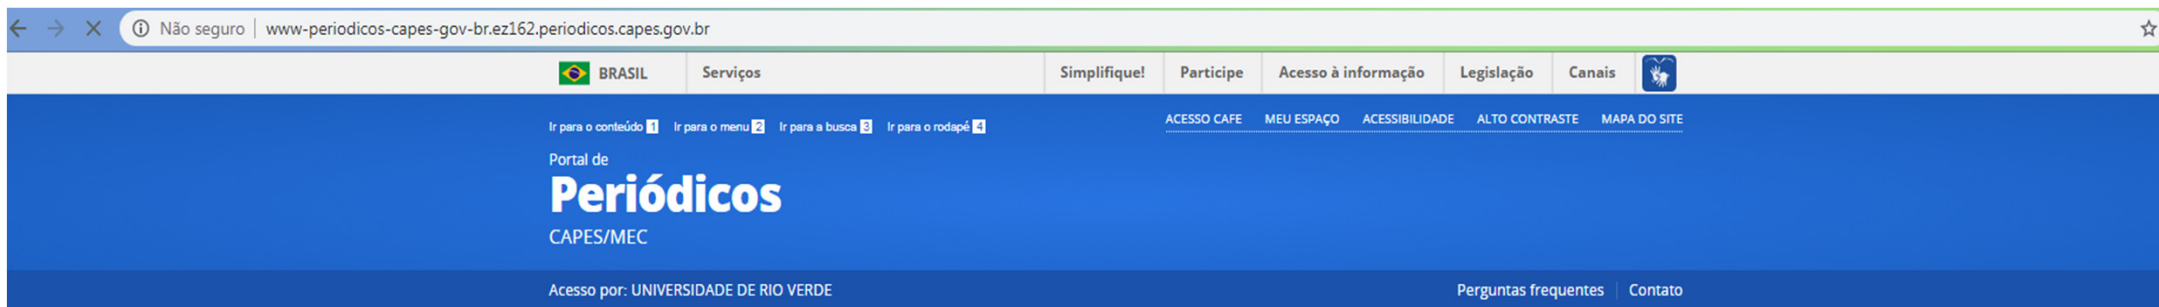 Não seguro | www-periodicos-capes-gov-br.ez162.periodicos.capes.gov.br
BRASIL Serviços Simplifique! Participe Acesso à informação Legislação Canais
Ir para o conteúdo 1 Ir para o menu 2 Ir para a busca 3 Ir para o rodapé 4
ACESSO CAFE MEU ESPAÇO ACESSIBILIDADE ALTO CONTRASTE MAPA DO SITE
Portal de
Periódicos
CAPES/MEC
Acesso por: UNIVERSIDADE DE RIO VERDE Perguntas frequentes Contato